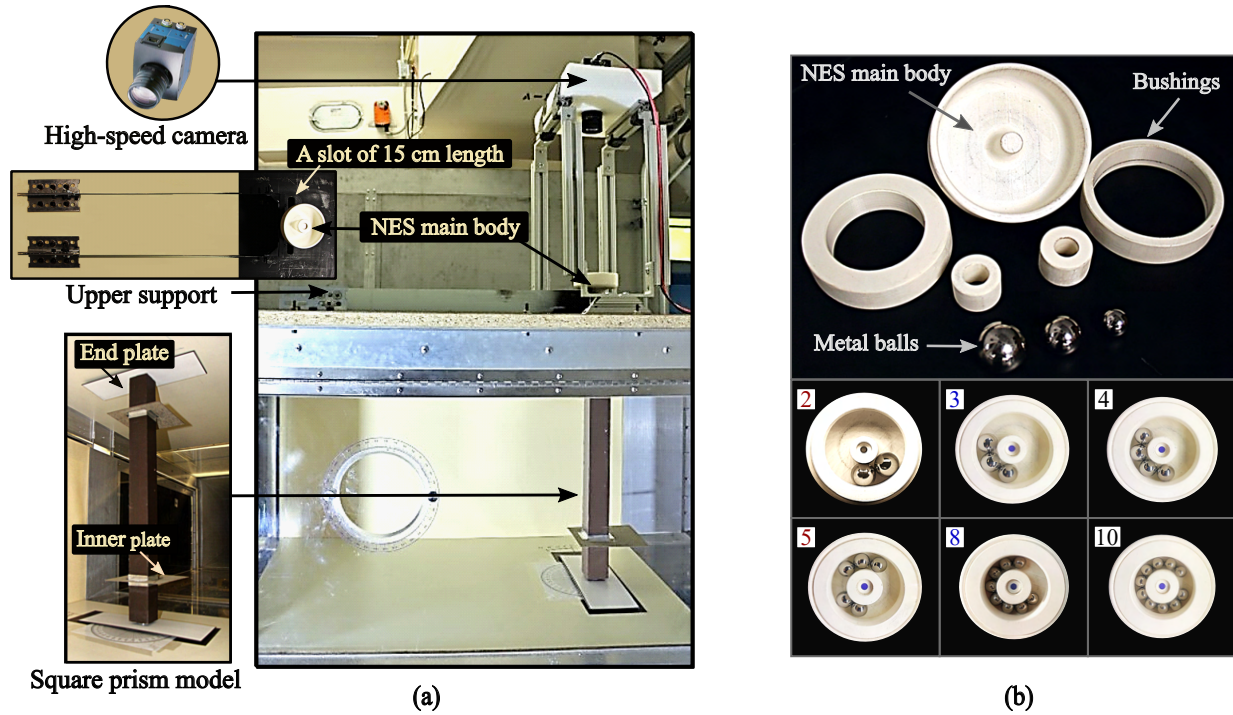 High-speed camera
A slot of 15 cm length
NES main body
Upper support
End plate
Inner plate
Square prism model
(a)
NES main body
Bushings
Metal balls
2
3
4
5
8
10
(b)